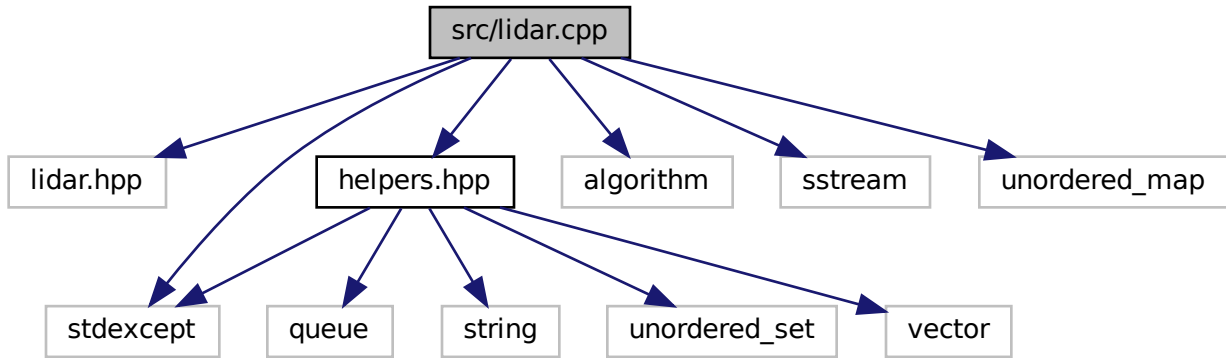 src/lidar.cpp
lidar.hpp
helpers.hpp
algorithm
sstream
unordered_map
stdexcept
queue
string
unordered_set
vector